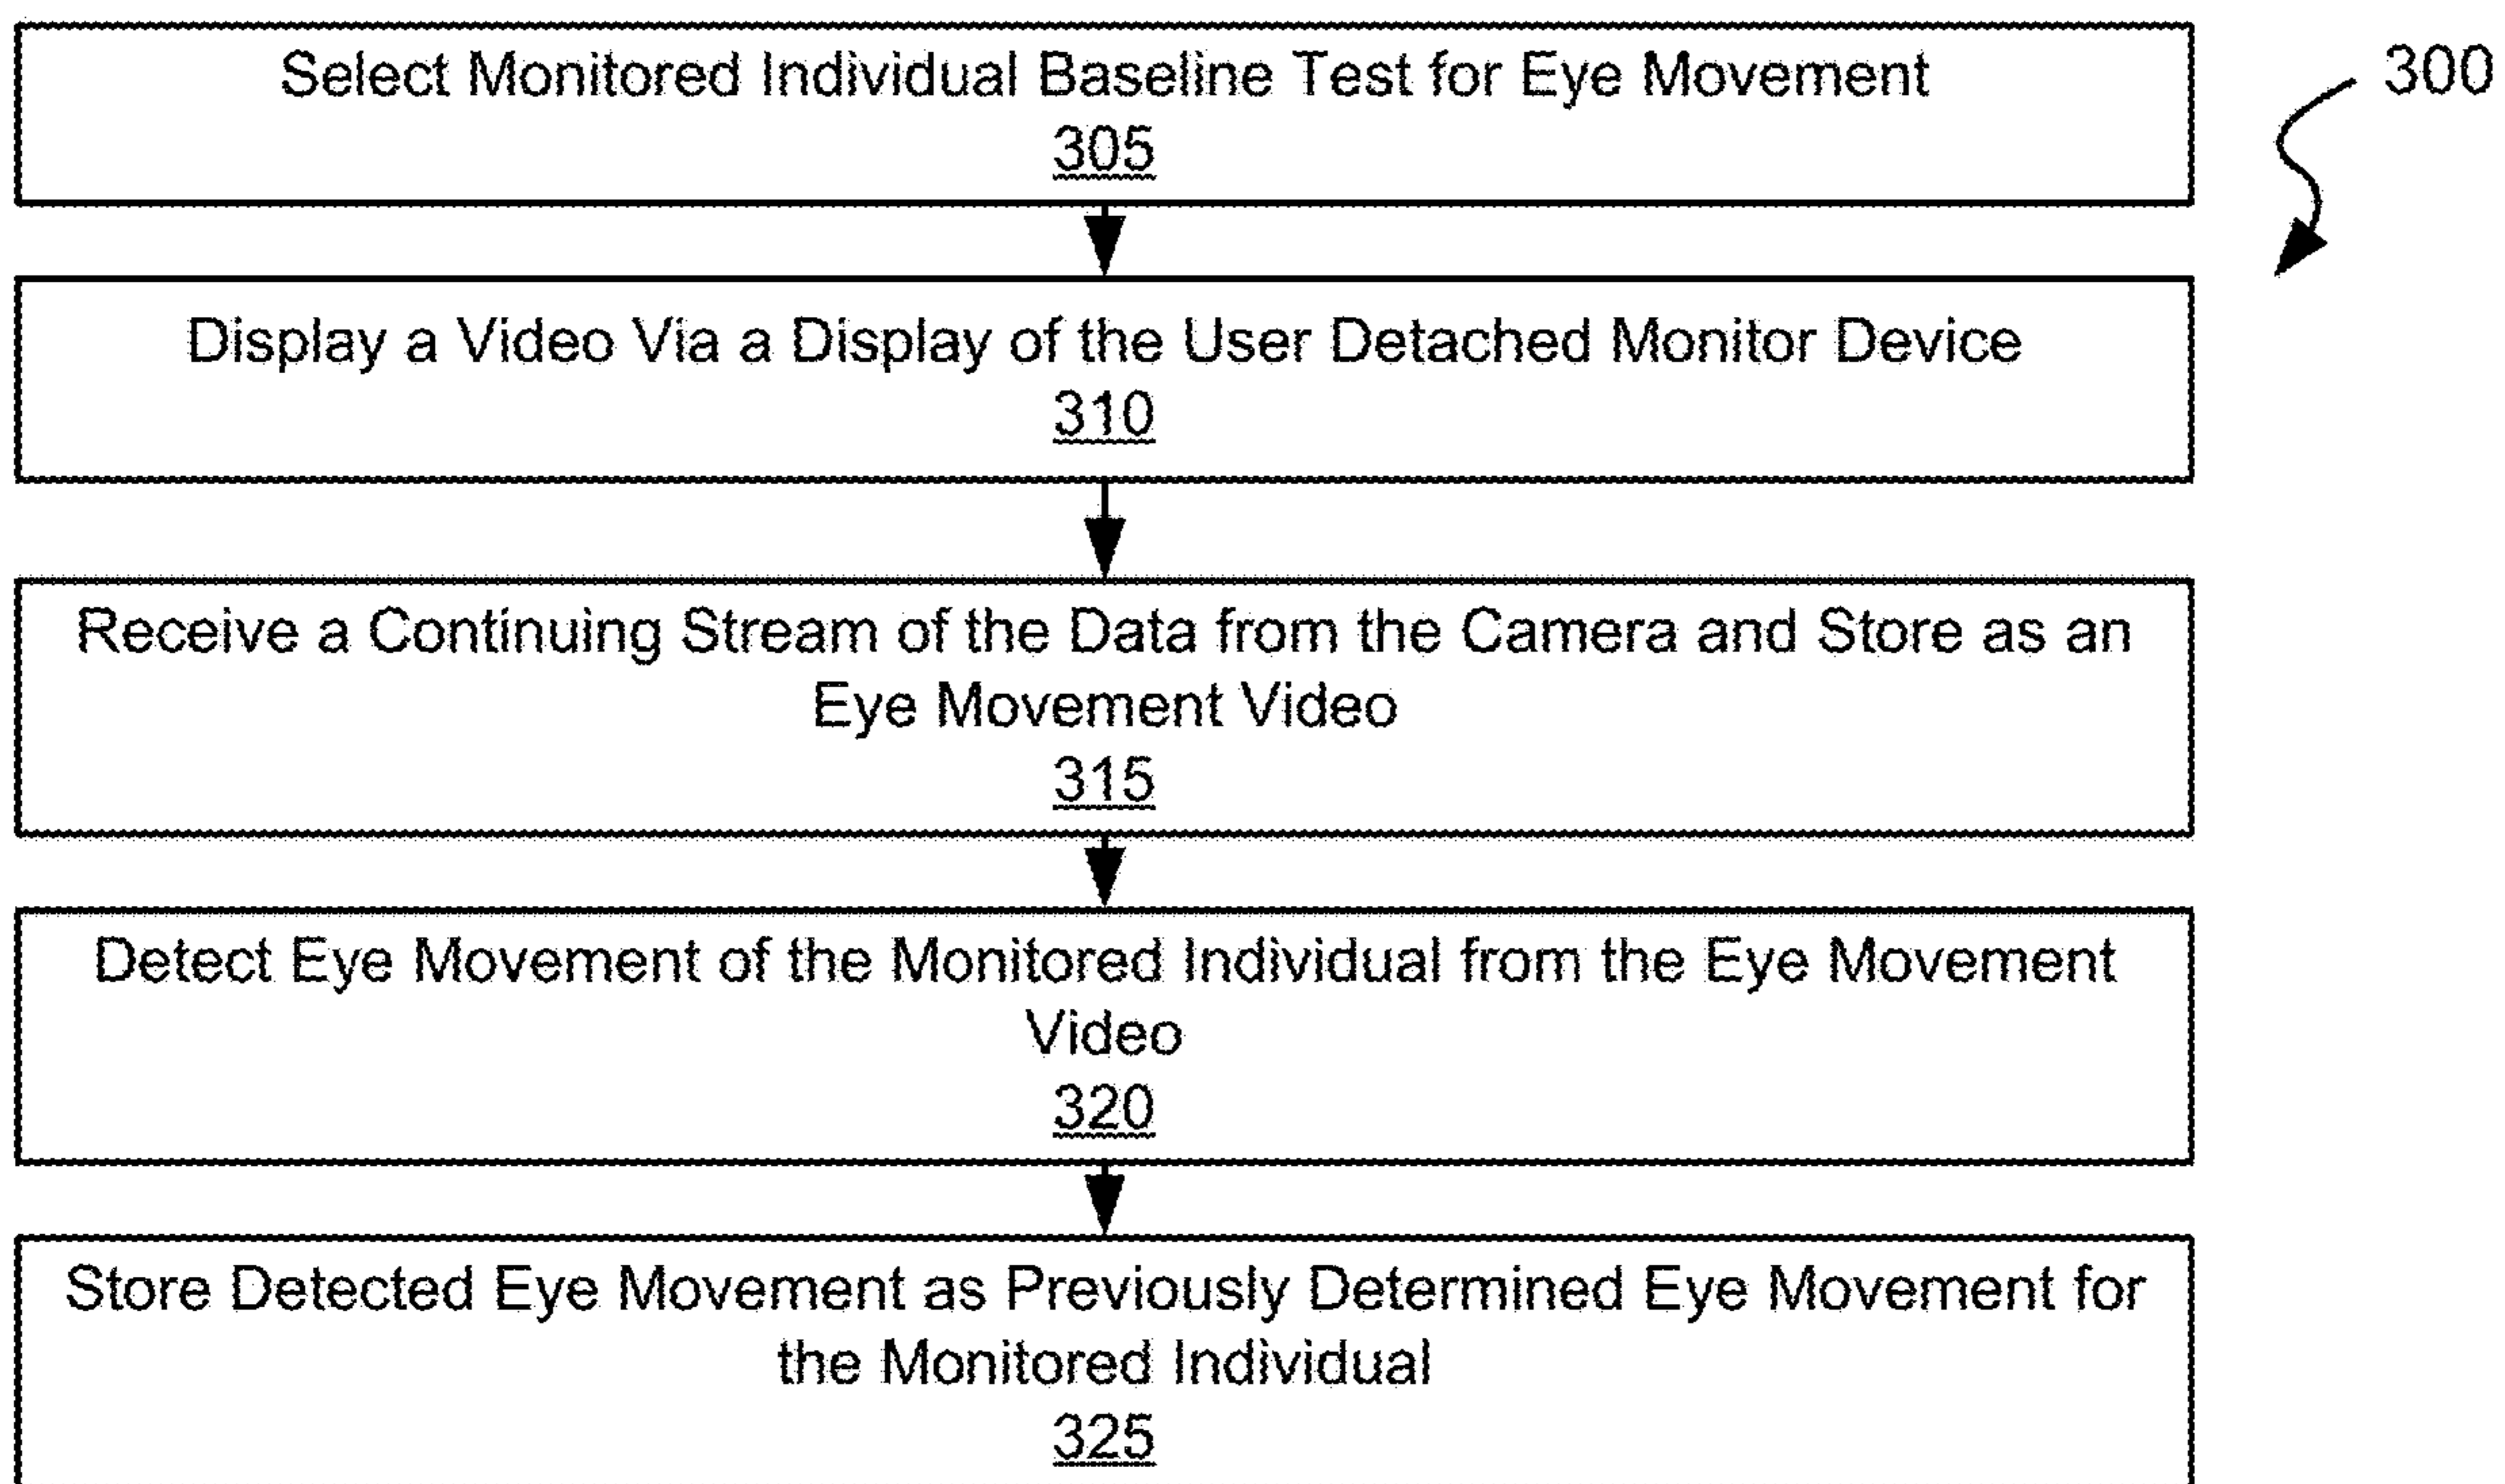 Select Monitored Individual Baseline Test for Eye Movement
305
300
Display a Video Via a Display of the User Detached Monitor Device
310
Receive a Continuing Stream of the Data from the Camera and Store as an
Eye Movement Video
315
Detect Eye Movement of the Monitored Individual from the Eye Movement
Video
320
Store Detected Eye Movement as Previously Determined Eye Movement for
the Monitored Individual
325